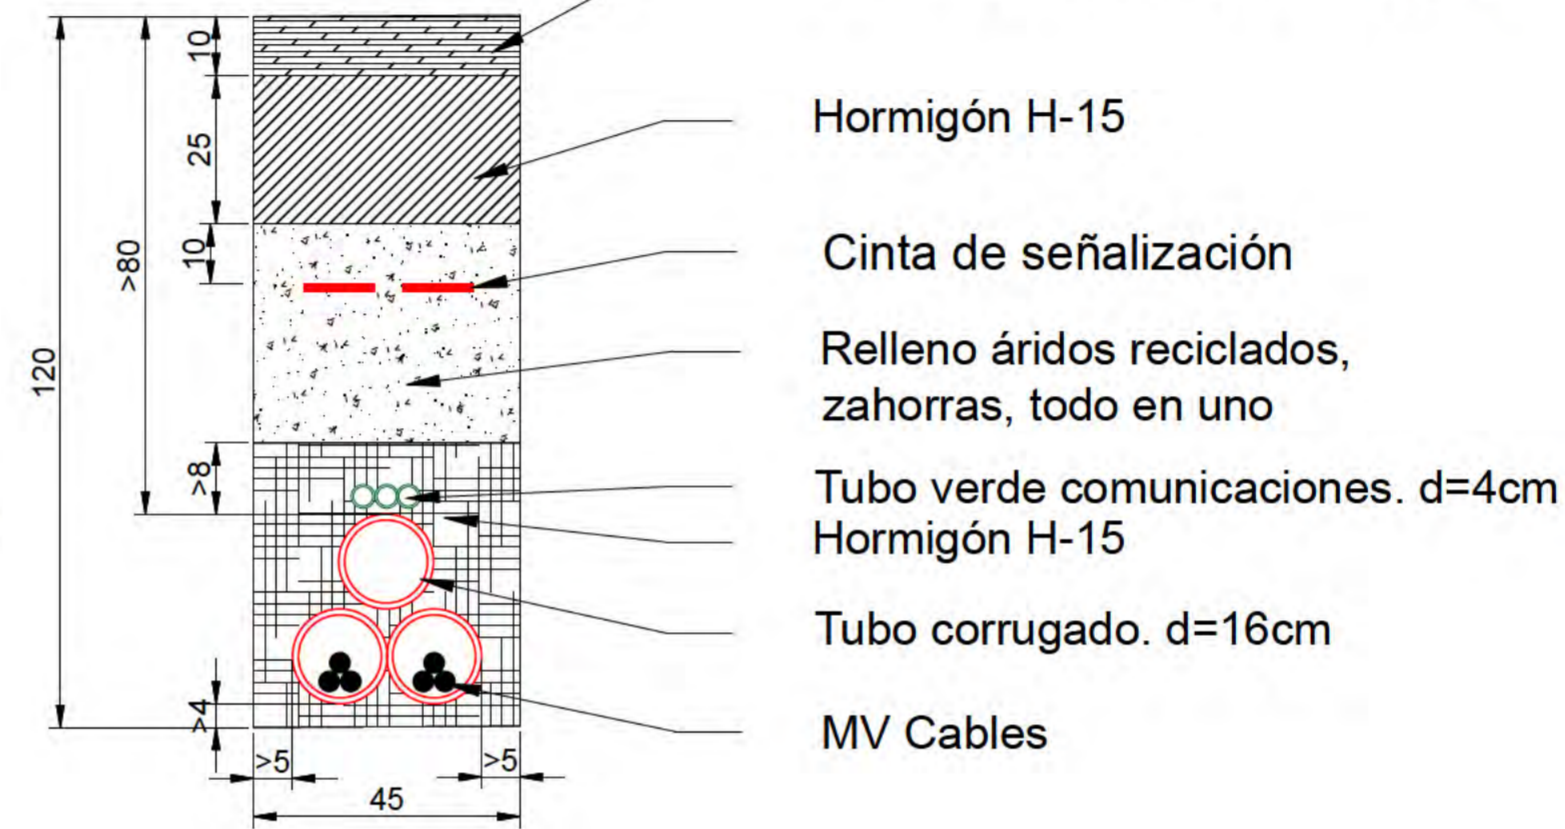 10
Hormigón H-15
25
Cinta de señalización
10
>80
120
Relleno áridos reciclados,
zahorras, todo en uno
>8
Tubo verde comunicaciones. d=4cm
Hormigón H-15
Tubo corrugado. d=16cm
>4
MV Cables
>5
>5
45